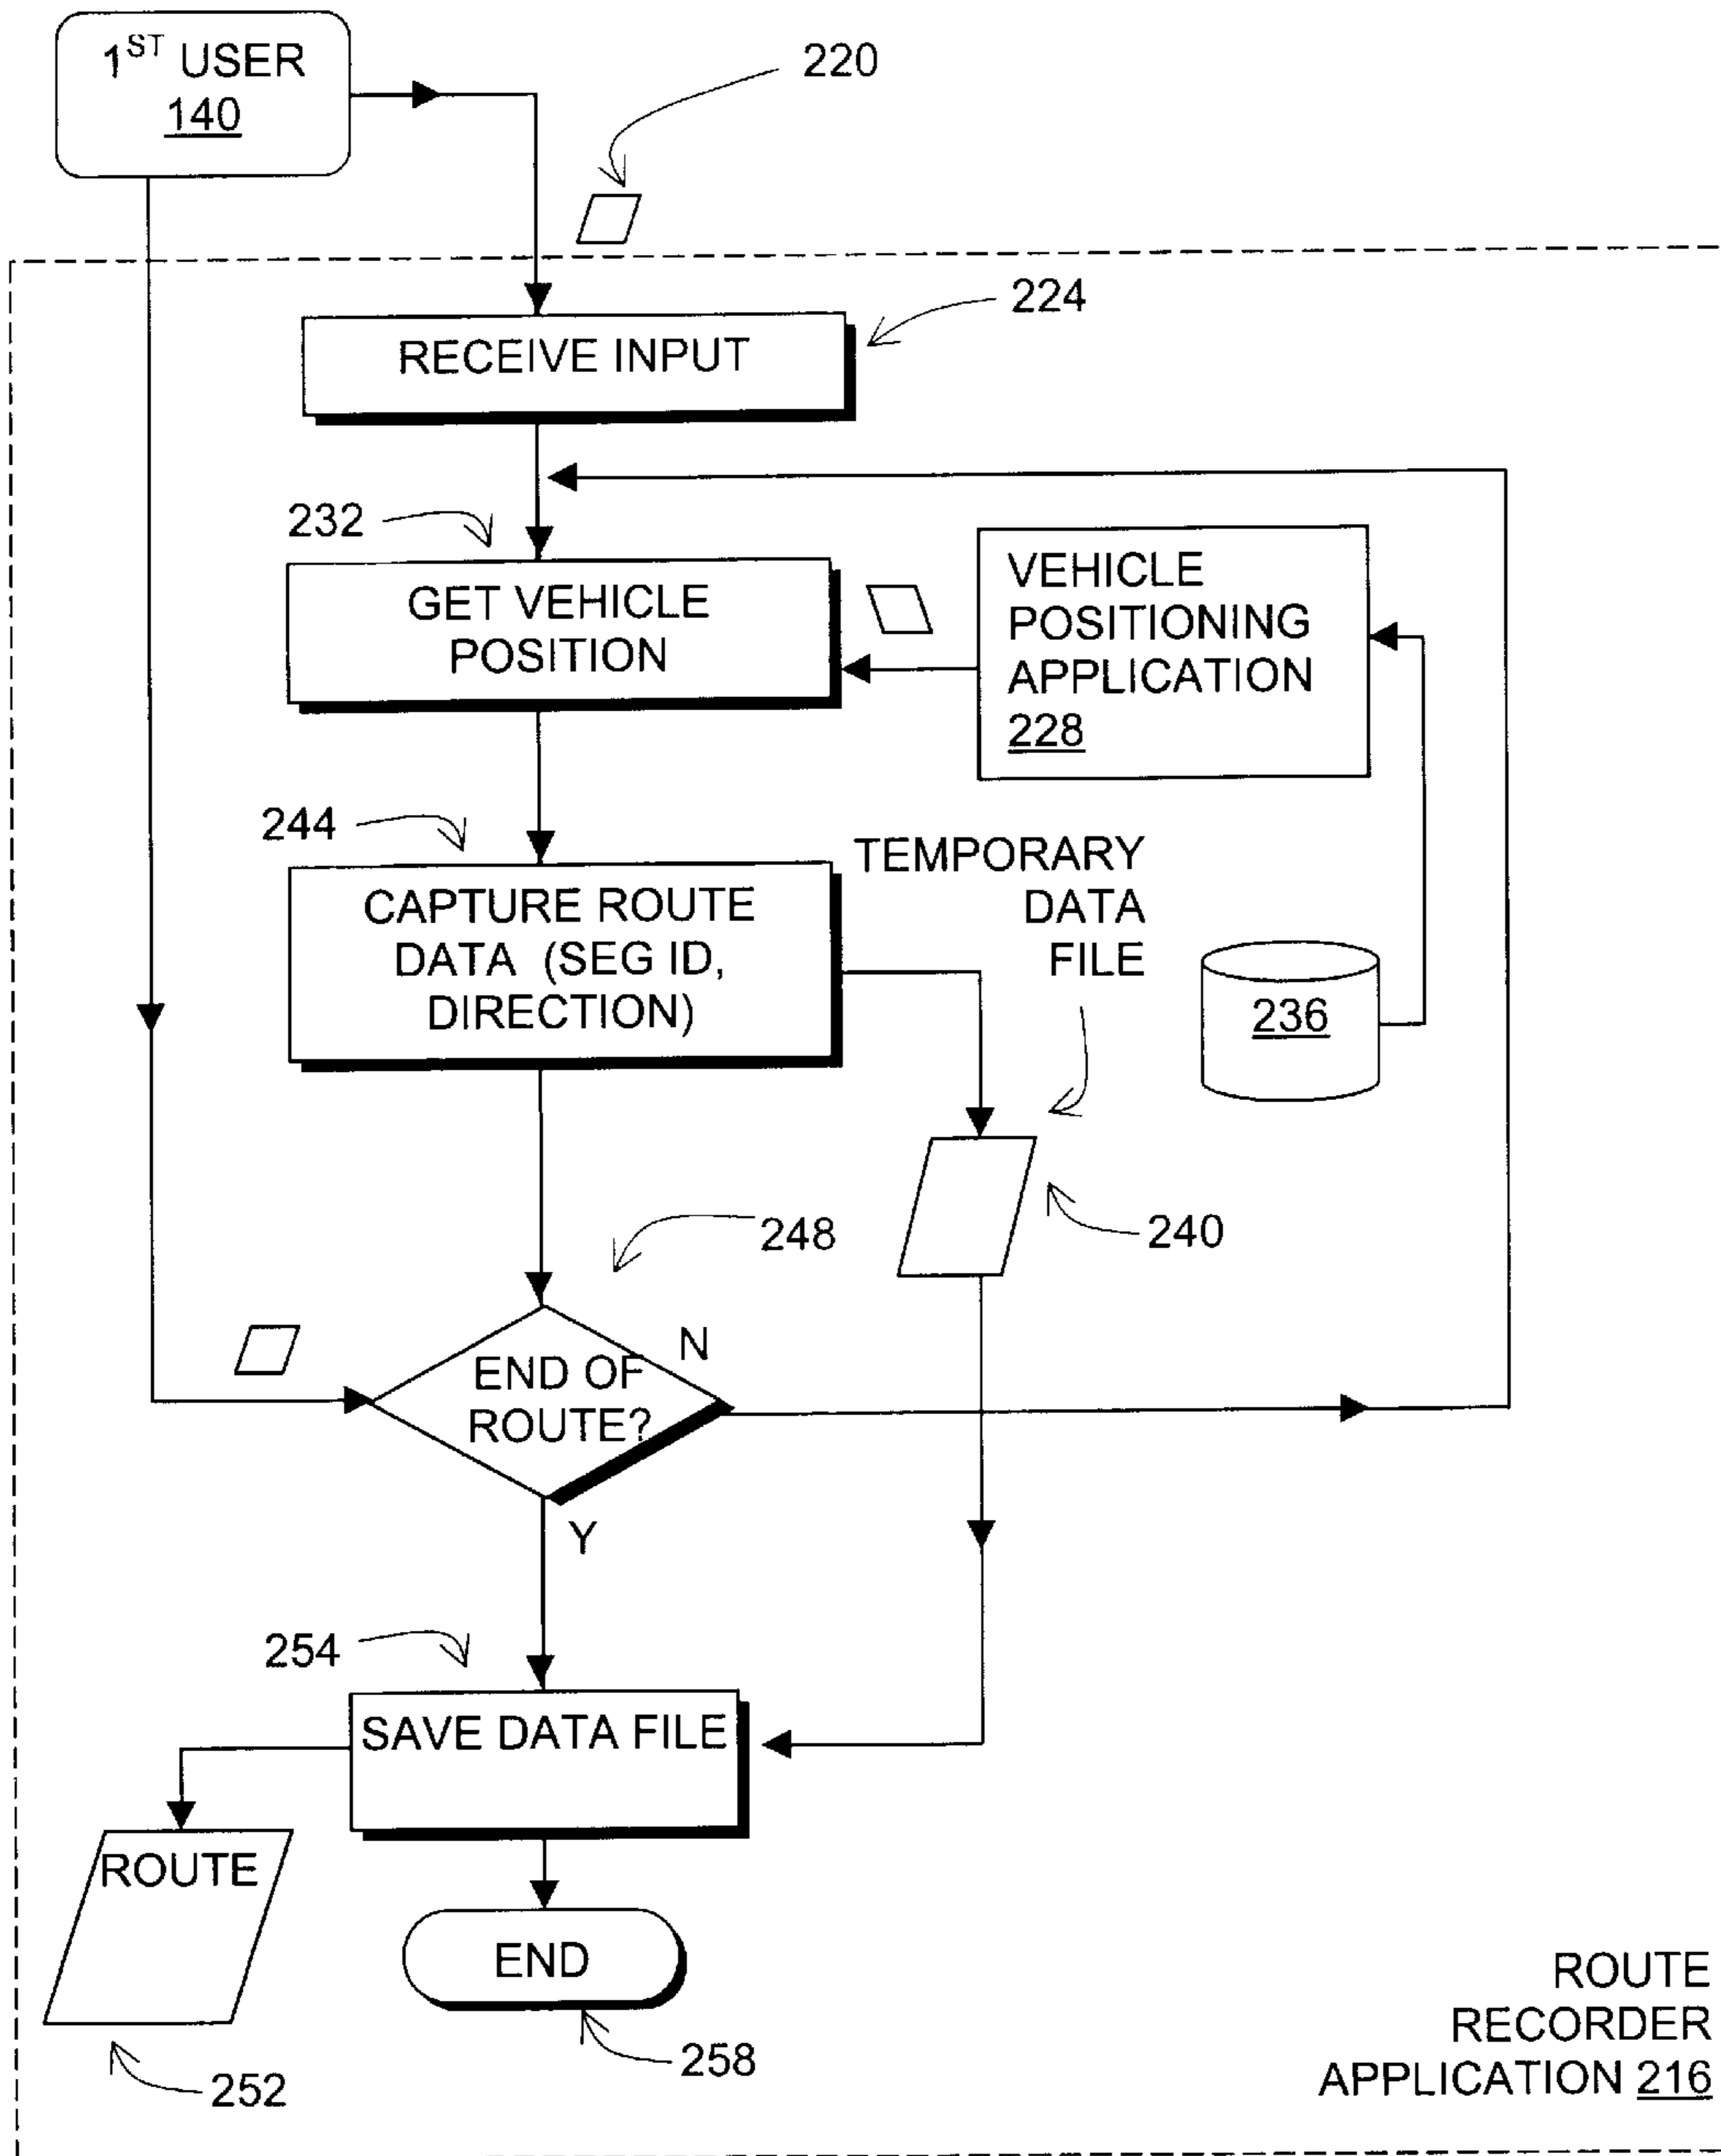 1ST USER
140
220
224
RECEIVE INPUT
232
GET VEHICLE
POSITION
VEHICLE
POSITIONING
APPLICATION
228
244
TEMPORARY
DATA
FILE
CAPTURE ROUTE
DATA (SEG ID,
DIRECTION)
236
248
240
N
END OF
ROUTE?
Y
254
SAVE DATA FILE
ROUTE
END
258
252
ROUTE
RECORDER
APPLICATION 216